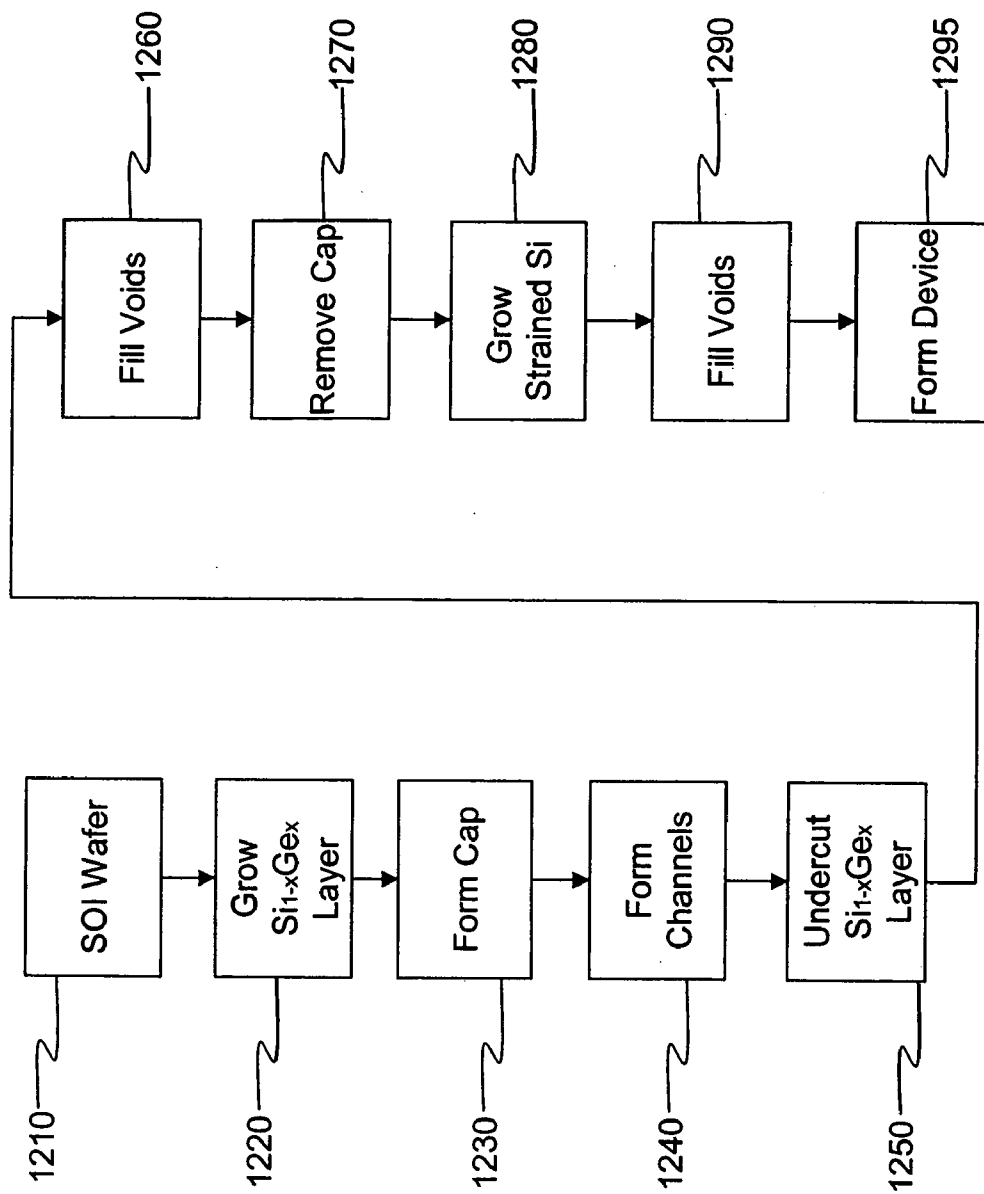 1210
SOI Wafer
1220
Grow
Si1-xGex
Layer
1230
Form Cap
1240
Form
Channels
1250
Undercut
Si1-xGex
Layer
1260
Fill Voids
1270
Remove Cap
1280
Grow
Strained Si
1290
Fill Voids
1295
Form Device